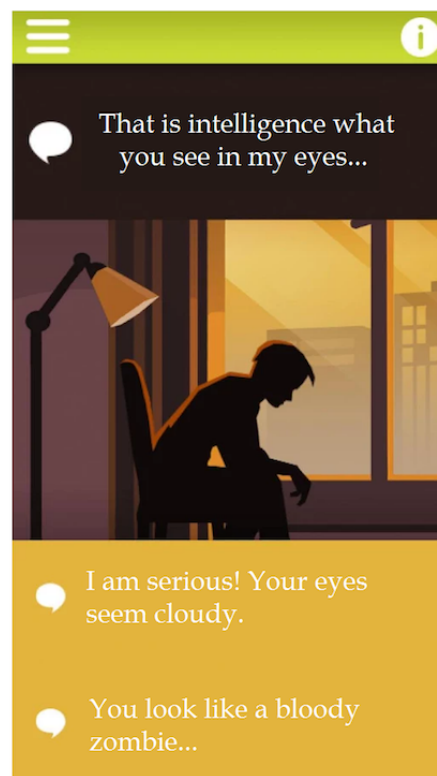 That is intelligence what
you see in my eyes...
I am serious! Your eyes
seem cloudy.
You look like a bloody
zombie...